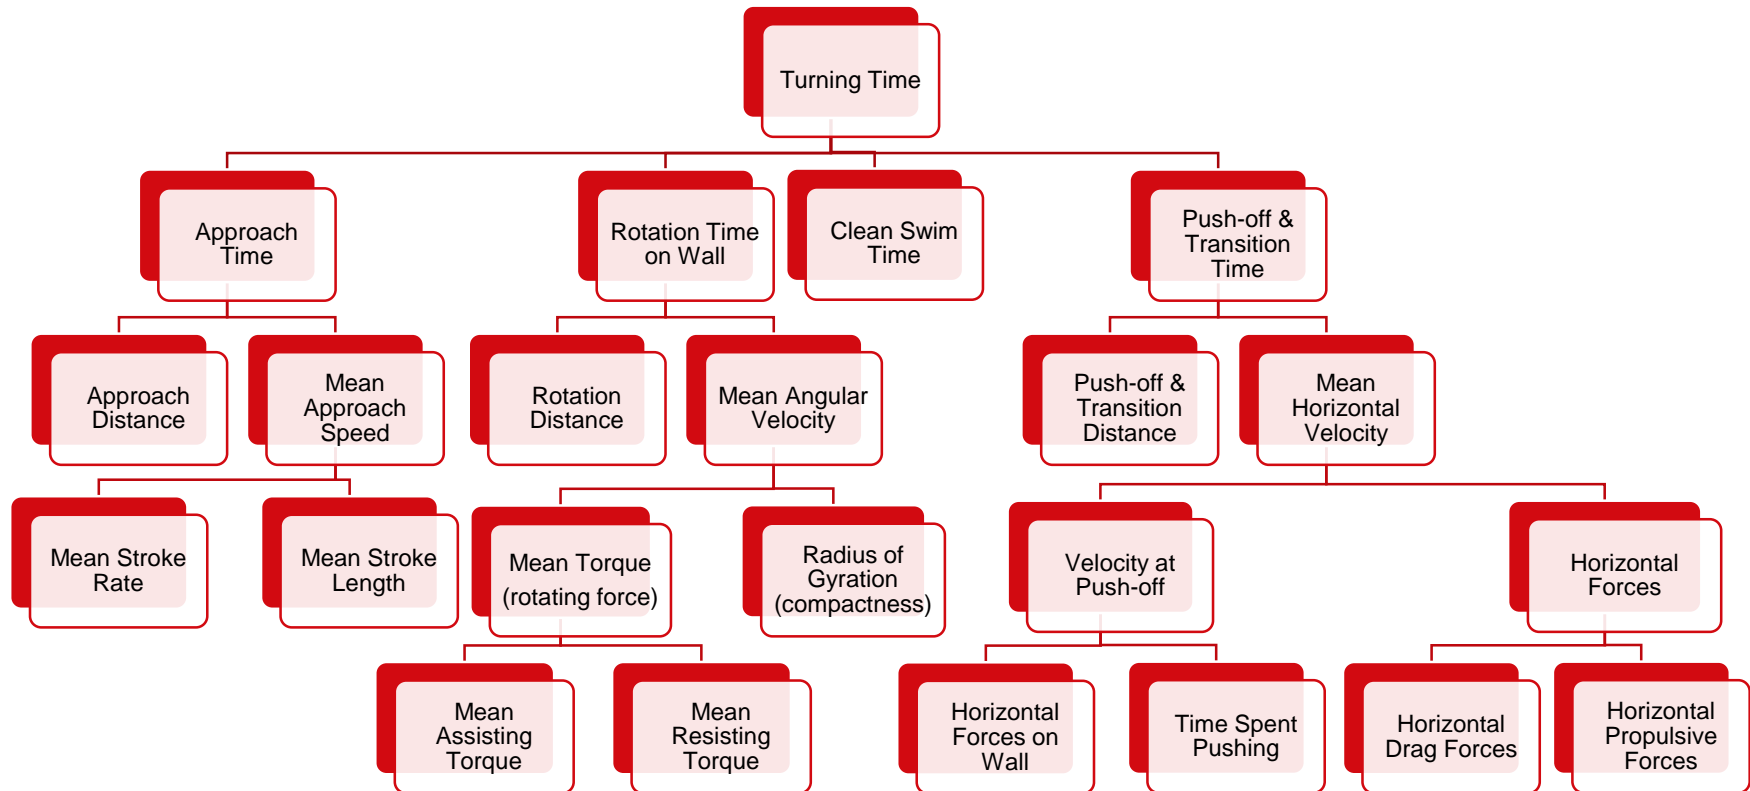 Turning Time
Approach
Time
Rotation Time
on Wall
Clean Swim
Time
Push-off &
Transition
Time
Approach
Distance
Mean
Approach
Speed
Rotation
Distance
Mean Angular
Velocity
Push-off &
Transition
Distance
Mean
Horizontal
Velocity
Mean Stroke
Rate
Mean Stroke
Length
Mean Torque
(rotating force)
Radius of
Gyration
(compactness)
Velocity at
Push-off
Horizontal
Forces
Mean
Assisting
Torque
Mean
Resisting
Torque
Horizontal
Forces on
Wall
Time Spent
Pushing
Horizontal
Drag Forces
Horizontal
Propulsive
Forces